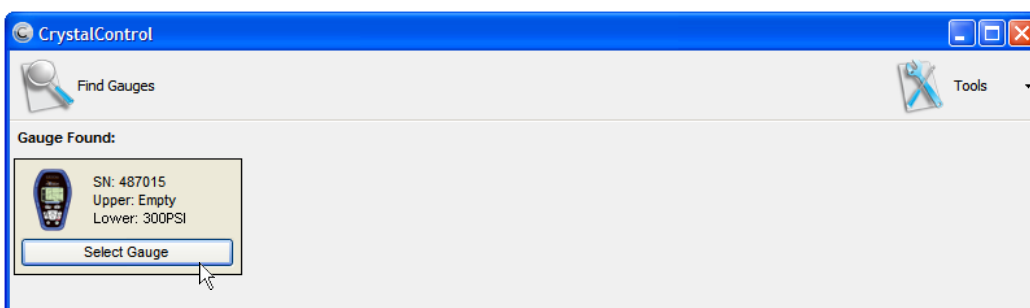 CrystalControl
Find Gauges
Tools
Gauge Found:
SN: 487015
Upper: Empty
Lower: 300PSI
Select Gauge